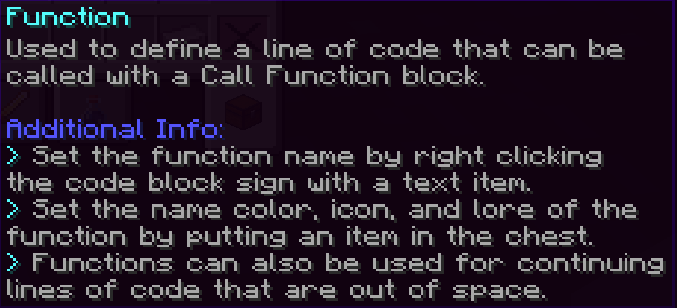 Function
Used to define a line of code that can be
called with a Call Function block.
Additional Info:
> Set the function name by right clicking
the code block sign with a text item.
> Set the name color, icon, and lore of the
function by putting an item in the chest.
> Functions can also be used for continuing
lines of code that are out of space.